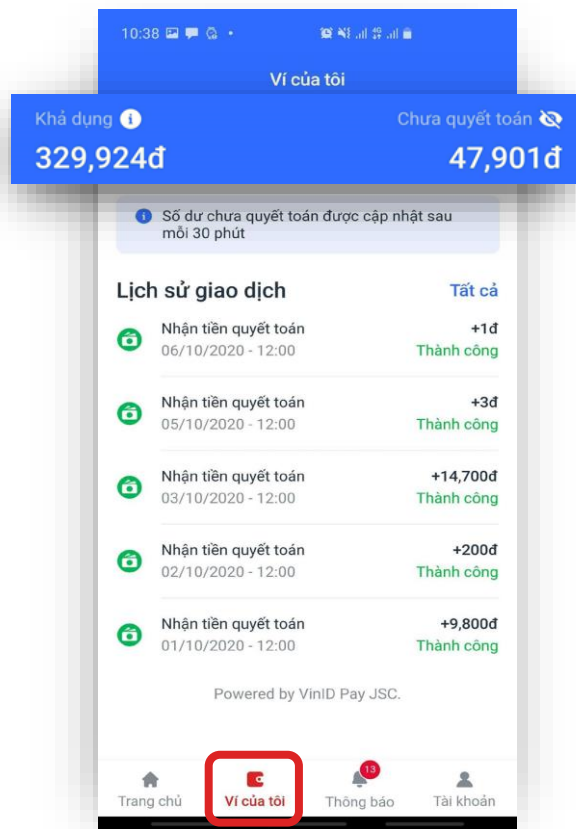 10:38
Ví của tôi
Khả dụng
Chưa quyết toán
329,924đ
47,901đ
Số dư chưa quyết toán được cập nhật sau
mỗi 30 phút
Lịch sử giao dịch
Tất cả
Nhận tiền quyết toán
+1đ
06/10/2020 - 12:00
Thành công
Nhận tiền quyết toán
+3đ
05/10/2020 - 12:00
Thành công
Nhận tiền quyết toán
+14,700đ
03/10/2020 - 12:00
Thành công
Nhận tiền quyết toán
+200đ
02/10/2020 - 12:00
Thành công
Nhận tiền quyết toán
+9,800đ
01/10/2020 - 12:00
Thành công
Powered by VinID Pay JSC.
13
Trang chủ
Ví của tôi
Thông báo
Tài khoản